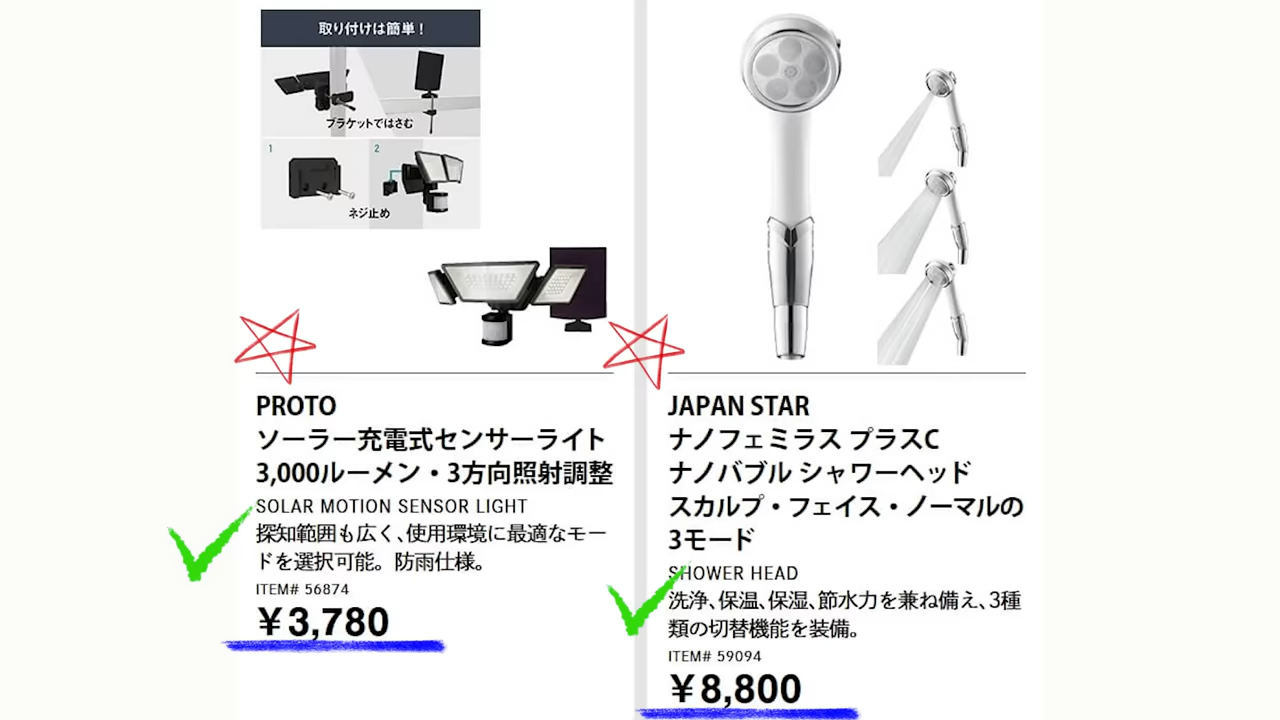 取り付けは簡単！
ブラケットではさむ
1
2
ネジ止め
PROTO
ソーラー充電式センサーライト
3,000ルーメン・3方向照射調整
SOLAR MOTION SENSOR LIGHT
探知範囲も広く、使用環境に最適なモー
ドを選択可能。防雨仕様。
ITEM# 56874
￥3,780
JAPAN STAR
ナノフェミラス プラスC
ナノバブル シャワーヘッド
スカルプ・フェイス・ノーマルの
3モード
SHOWER HEAD
洗浄、保温、保湿、節水力を兼ね備え、3種
類の切替機能を装備。
ITEM# 59094
￥8,800